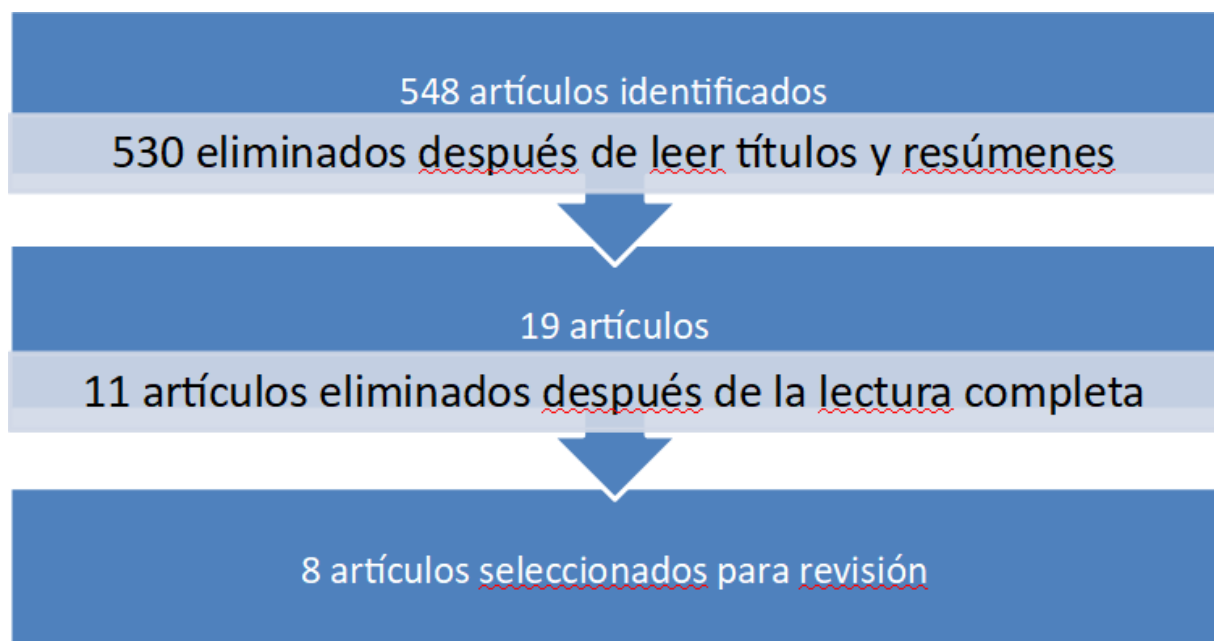 548 artículos identificados
530 eliminados después de leer títulos y resúmenes
19 artículos
11 artículos eliminados después de la lectura completa
8 artículos seleccionados para revisión